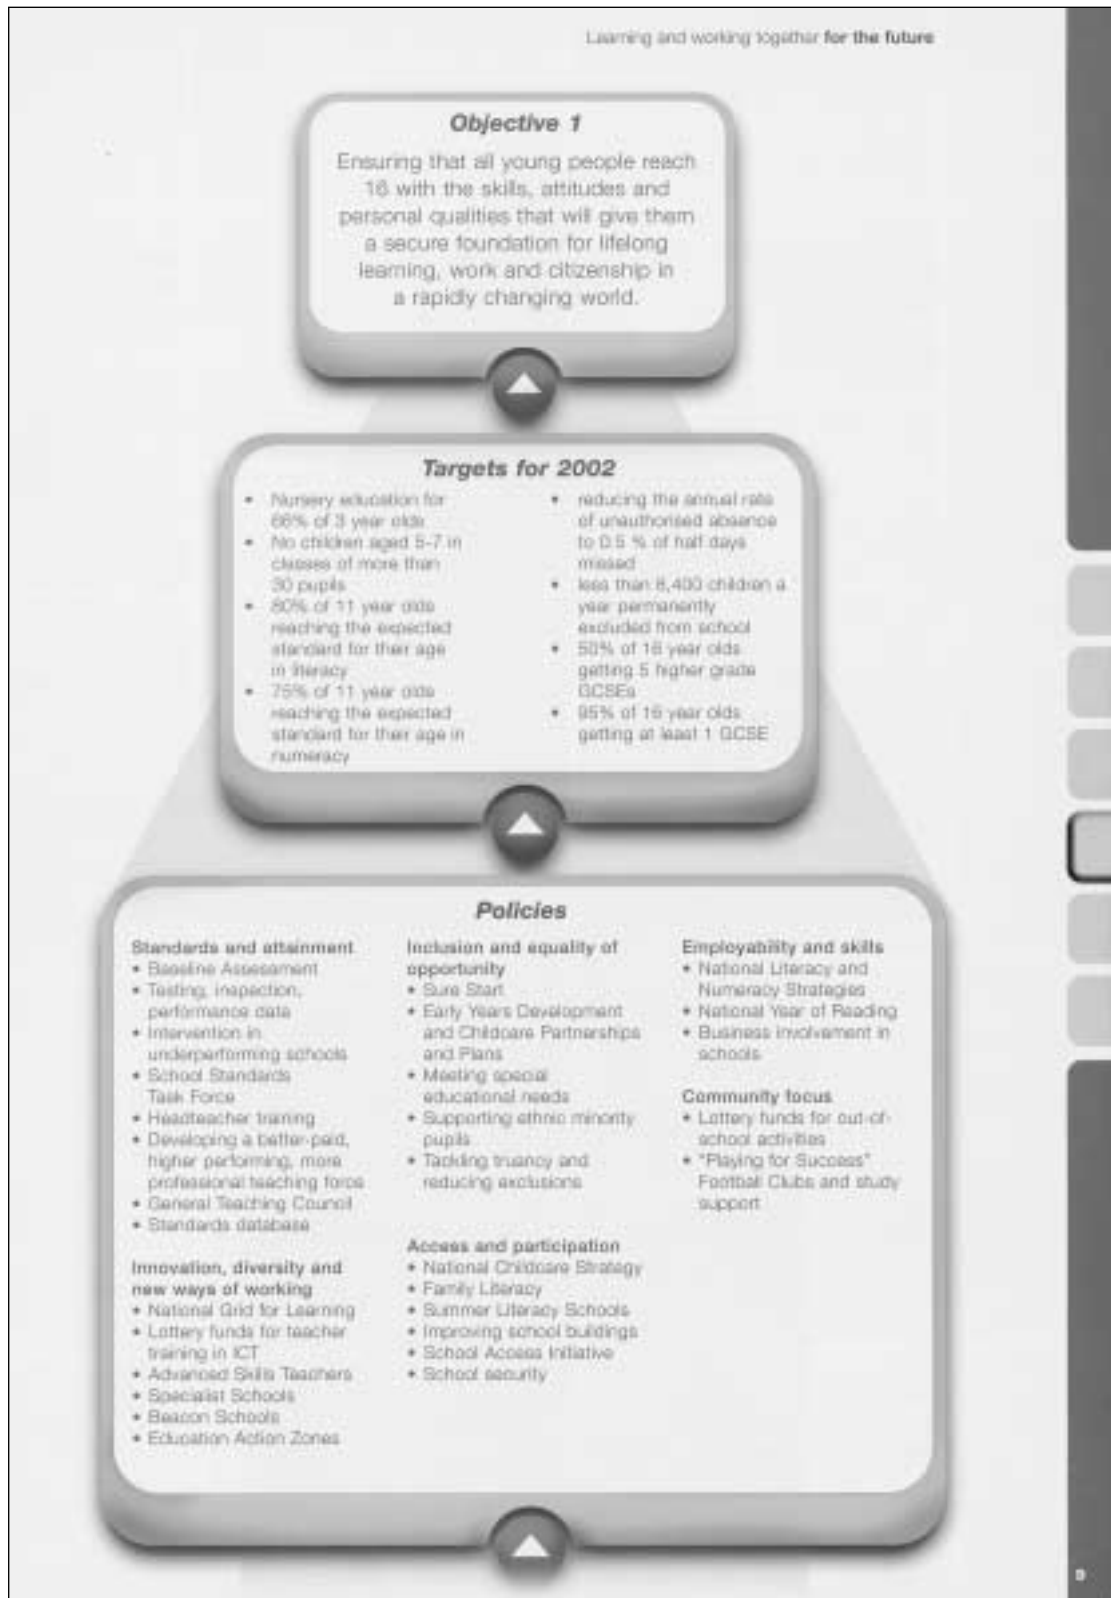 Learning and working together for the future
Objective 1
Ensuring that all young people reach
16 with the skills, attitudes and
personal qualities that will give them
a secure foundation for lifelong
learning, work and citizenship in
a rapidly changing world.
Targets for 2002
• Nursery education for
66% of 3 year olds
• No children aged 5-7 in
classes of more than
30 pupils
• 80% of 11 year olds
reaching the expected
standard for their age
in literacy
• 75% of 11 year olds
reaching the expected
standard for their age in
numeracy
• reducing the annual rate
of unauthorised absence
to 0.5 % of half days
missed
• less than 8,400 children a
year permanently
excluded from school
• 50% of 16 year olds
getting 5 higher grade
GCSEs
• 95% of 16 year olds
getting at least 1 GCSE
Policies
Standards and attainment
• Baseline Assessment
• Testing, inspection,
performance data
• Intervention in
underperforming schools
• School Standards
Task Force
• Headteacher training
• Developing a better-paid,
higher performing, more
professional teaching force
• General Teaching Council
• Standards database
Innovation, diversity and
new ways of working
• National Grid for Learning
• Lottery funds for teacher
training in ICT
• Advanced Skills Teachers
• Specialist Schools
• Beacon Schools
• Education Action Zones
Inclusion and equality of
opportunity
• Sure Start
• Early Years Development
and Childcare Partnerships
and Plans
• Meeting special
educational needs
• Supporting ethnic minority
pupils
• Tackling truancy and
reducing exclusions
Access and participation
• National Childcare Strategy
• Family Literacy
• Summer Literacy Schools
• Improving school buildings
• School Access Initiative
• School security
Employability and skills
• National Literacy and
Numeracy Strategies
• National Year of Reading
• Business involvement in
schools
Community focus
• Lottery funds for out-of-
school activities
• "Playing for Success"
Football Clubs and study
support
9